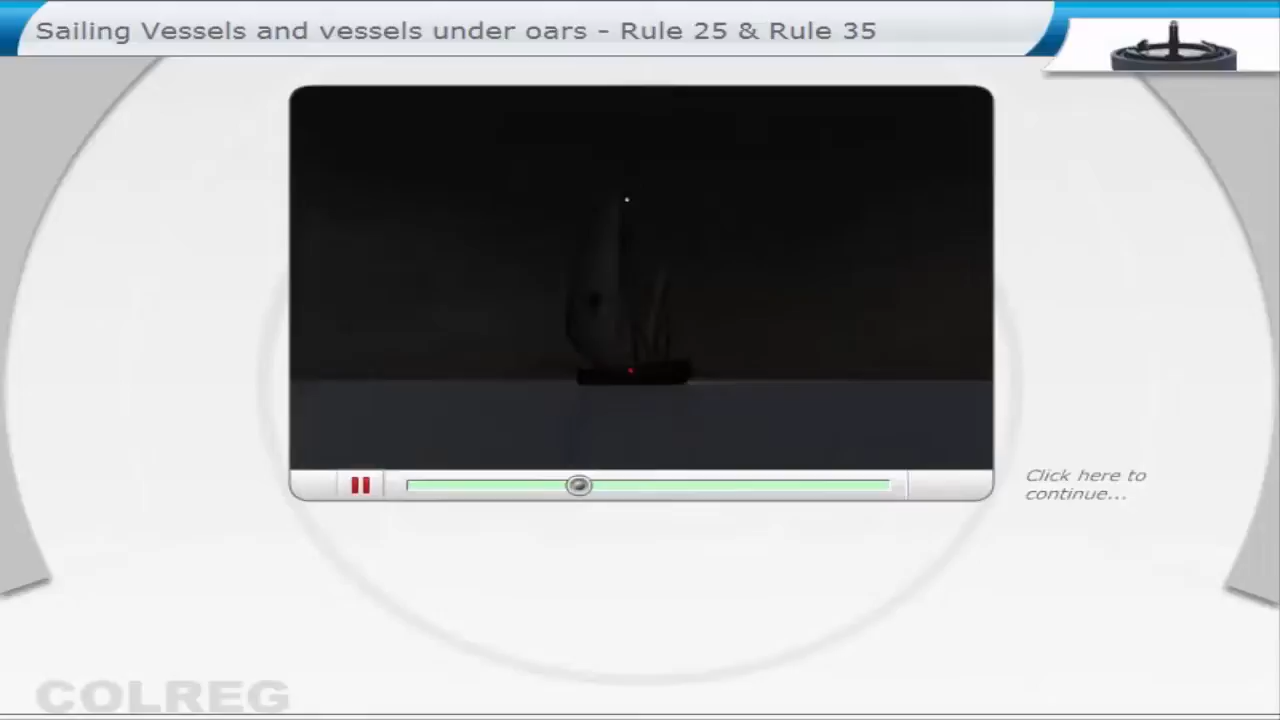 Sailing Vessels and vessels under oars - Rule 25 & Rule 35
Click here to
continue...
COLREG